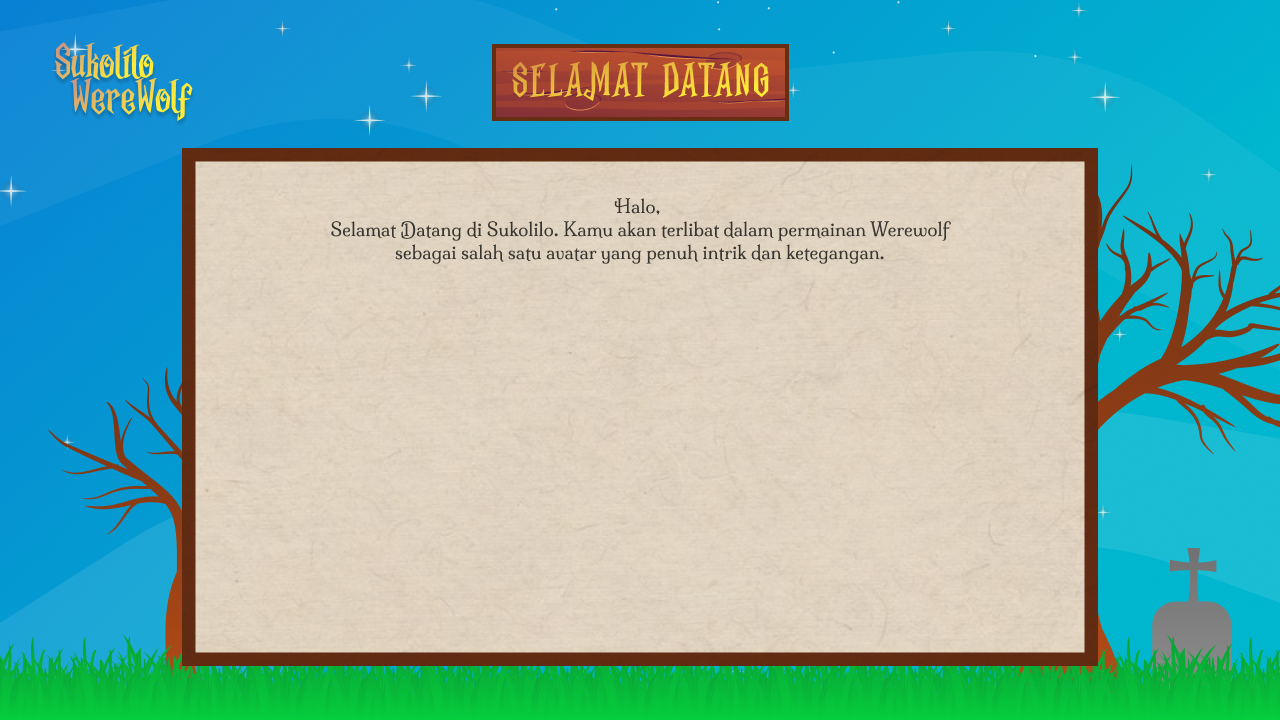 Sukolilo
WereWolf
SELAMAT DATANG
Halo,
Selamat Datang di Sukolilo. Kamu akan terlibat dalam permainan Werewolf
sebagai salah satu avatar yang penuh intrik dan ketegangan.